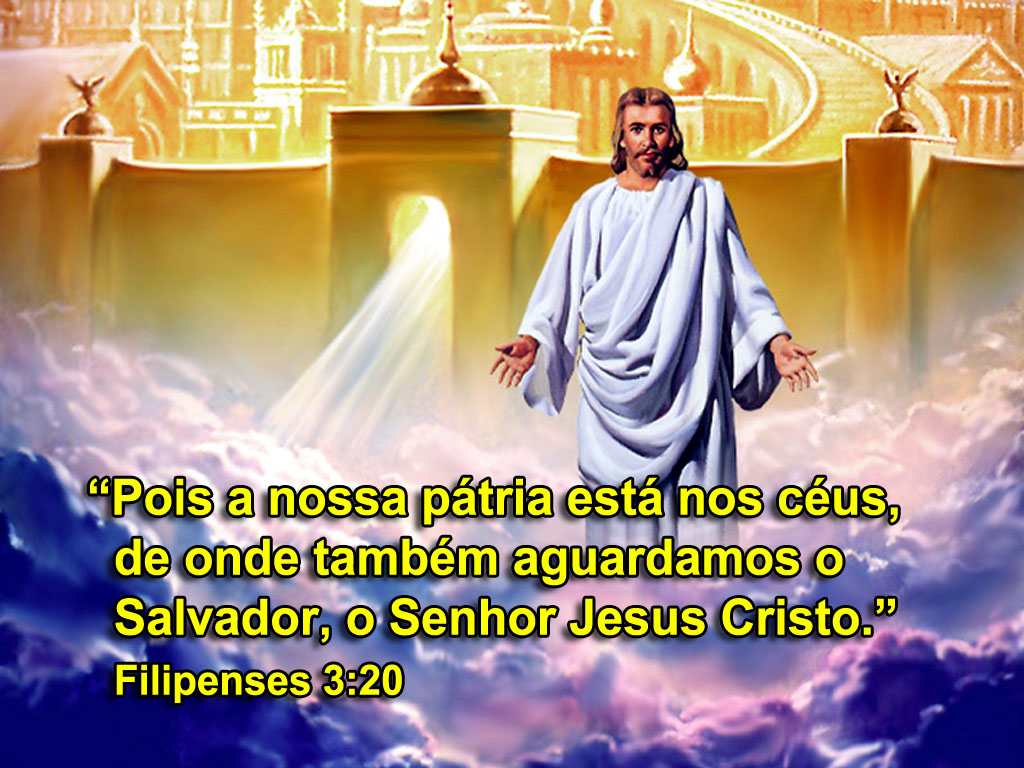 “Pois a nossa pátria está nos céus,
de onde também aguardamos o
Salvador, o Senhor Jesus Cristo.”
Filipenses 3:20